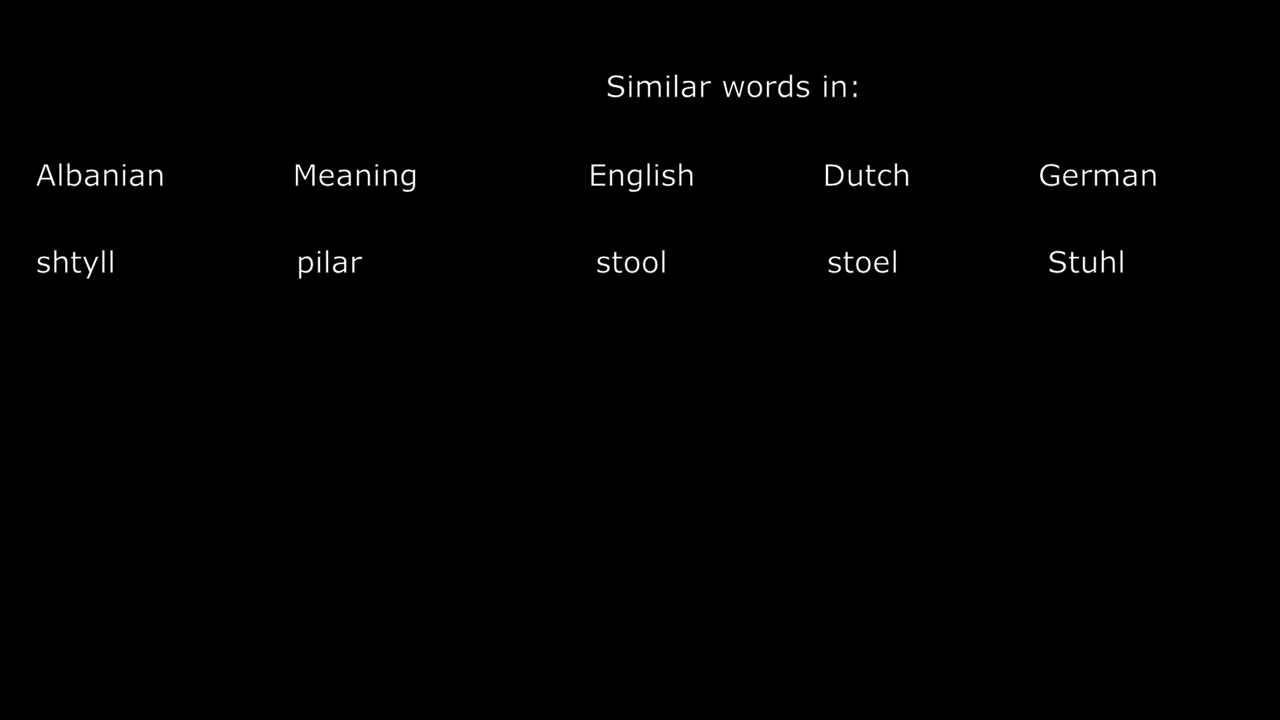 Similar words in:
Albanian Meaning English Dutch German
shtyll pilar stool stoel Stuhl